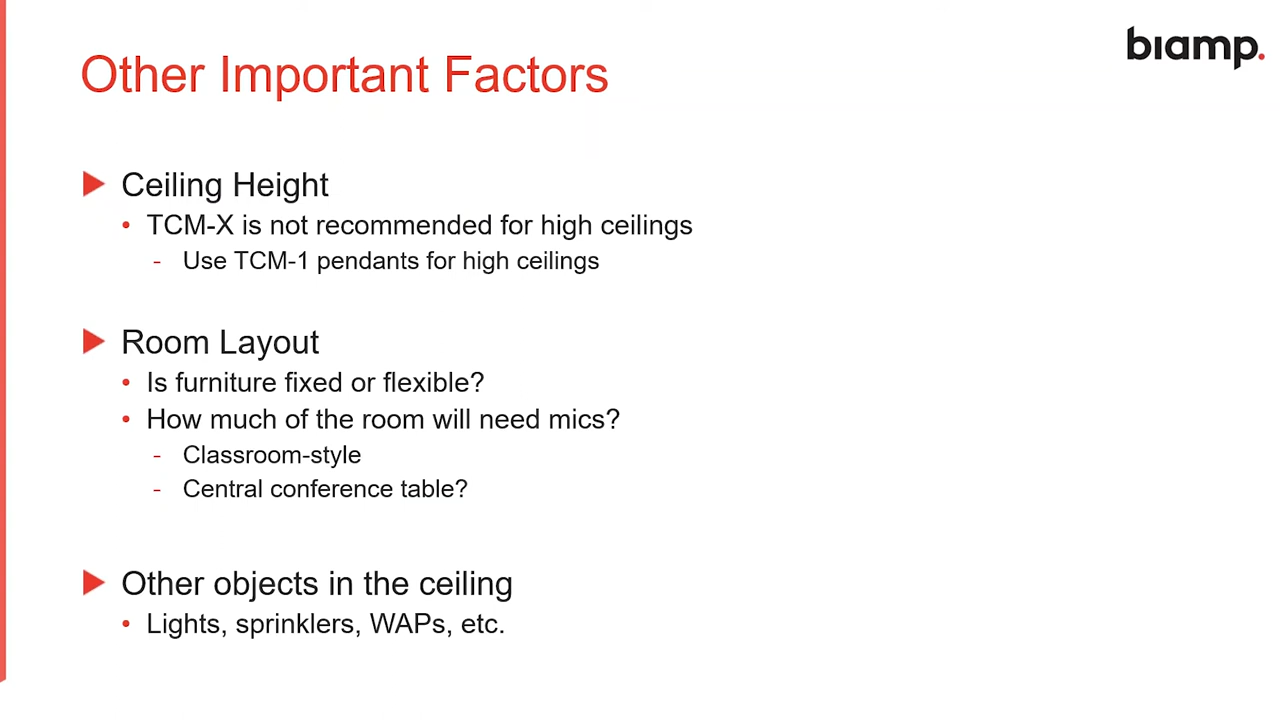 biamp.
Other Important Factors
Ceiling Height
• TCM-X is not recommended for high ceilings
- Use TCM-1 pendants for high ceilings
Room Layout
• Is furniture fixed or flexible?
• How much of the room will need mics?
- Classroom-style
- Central conference table?
Other objects in the ceiling
• Lights, sprinklers, WAPs, etc.